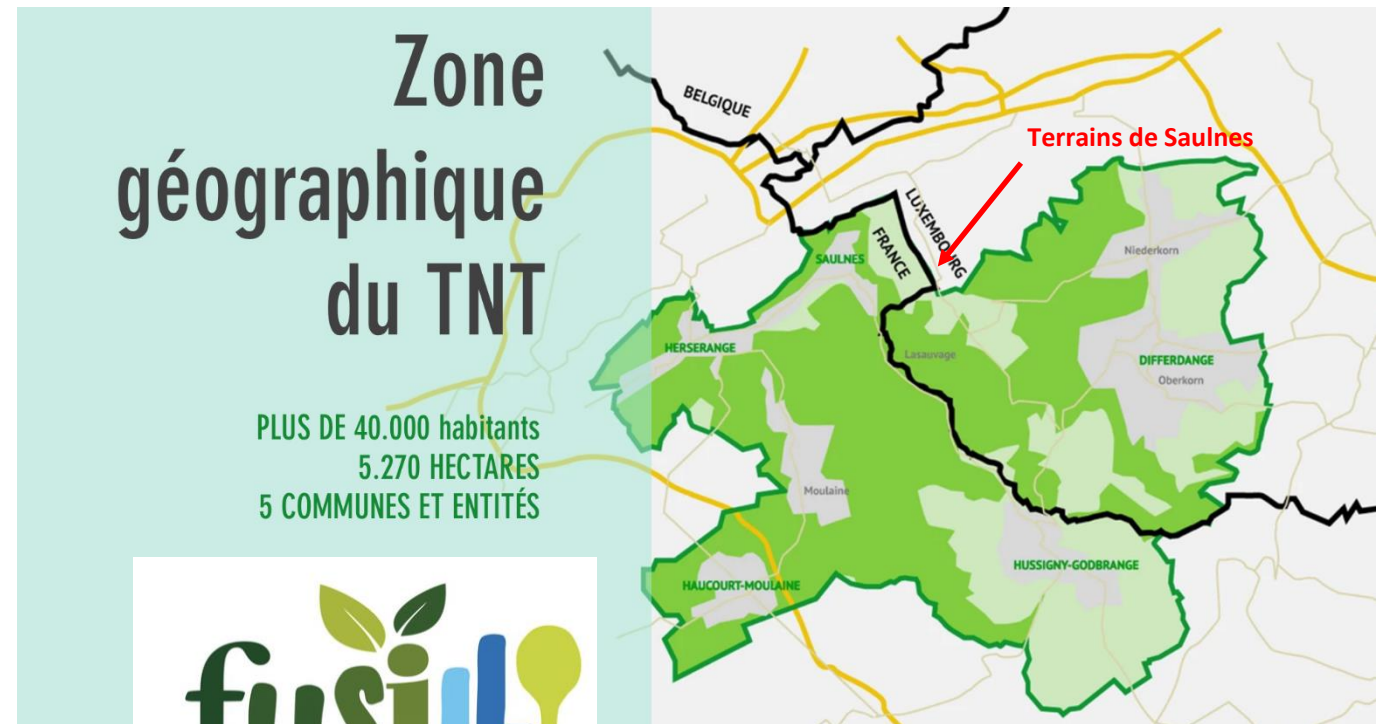 Zone
géographique
du TNT
PLUS DE 40.000 habitants
5.270 HECTARES
5 COMMUNES ET ENTITÉS
BELGIQUE
Terrains de Saulnes
LUXEMBOURG
FRANCE
SAULNES
Niederkorn
HERSERANGE
Lasauvage
DIFFERDANGE
Oberkorn
Moulaine
HUSSIGNY-GODBRANGE
HAUCOURT-MOULAINE